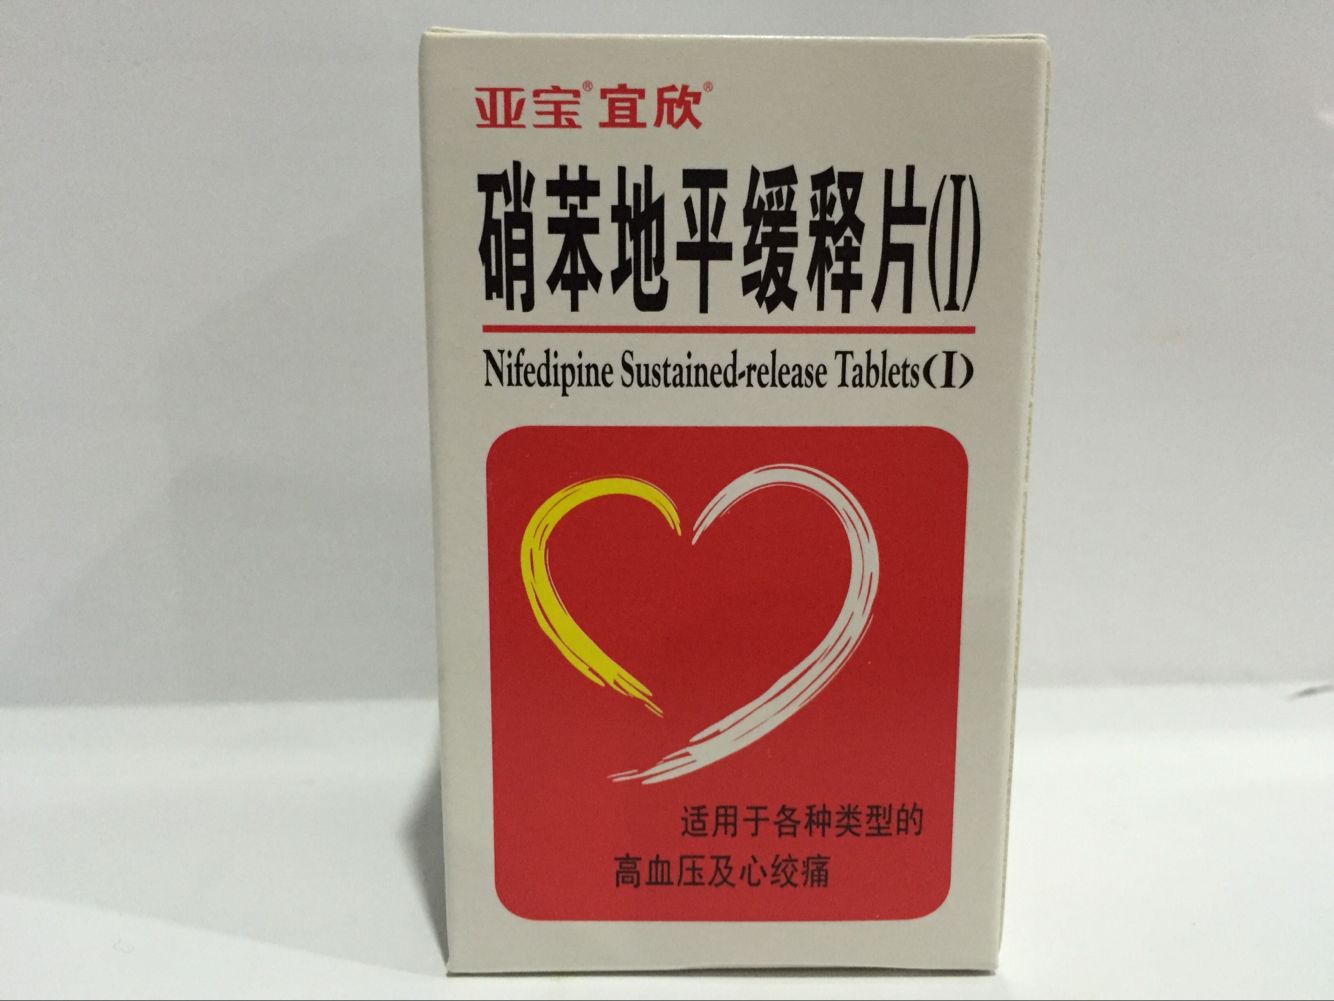 亚宝®宜欣®
硝苯地平缓释片(I)
Nifedipine Sustained-release Tablets(I)
适用于各种类型的
高血压及心绞痛